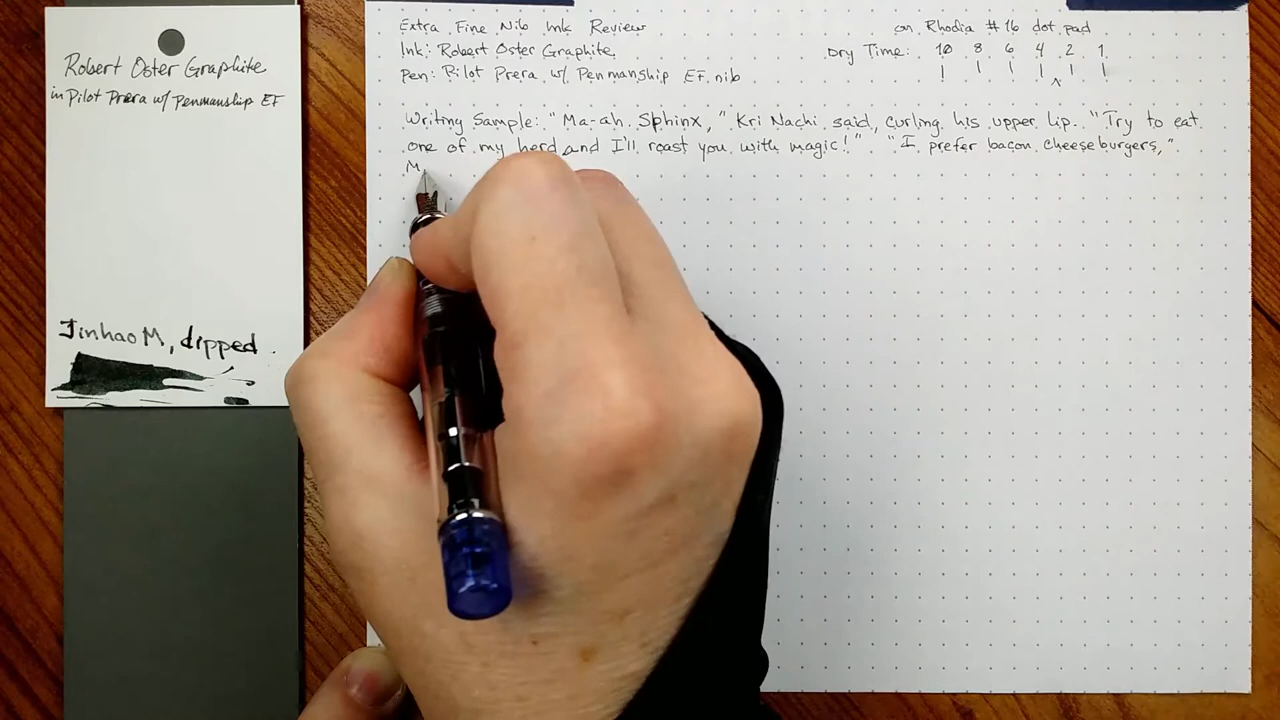 Robert Oster Graphite
in Pilot Prera w/ Penmanship EF
Jinhao M, dipped
Extra Fine Nib Ink Review
on Rhodia #16 dot pad
Ink: Robert Oster Graphite
Dry Time: 10 8 6 4 2 1
Pen: Pilot Prera w/ Penmanship EF nib
Writing Sample: "Ma-ah Sphinx," Kri Nachi said, curling his upper lip. "Try to eat
one of my herd and I'll roast you with magic!" "I prefer bacon cheeseburgers,"
M